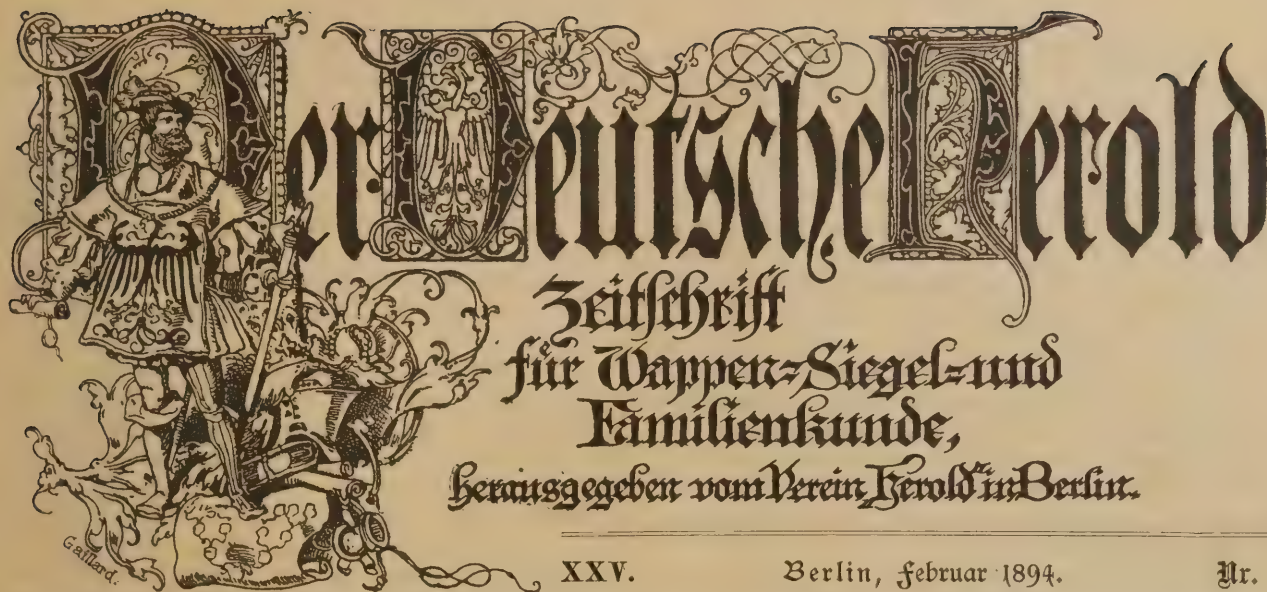 Der Deutsche Herold
Zeitschrift
für Wappen-Siegel-und
Familienkunde,
herausgegeben vom Verein „Herold“ in Berlin.
Gaillard.
XXV. Berlin, Februar 1894. Nr.